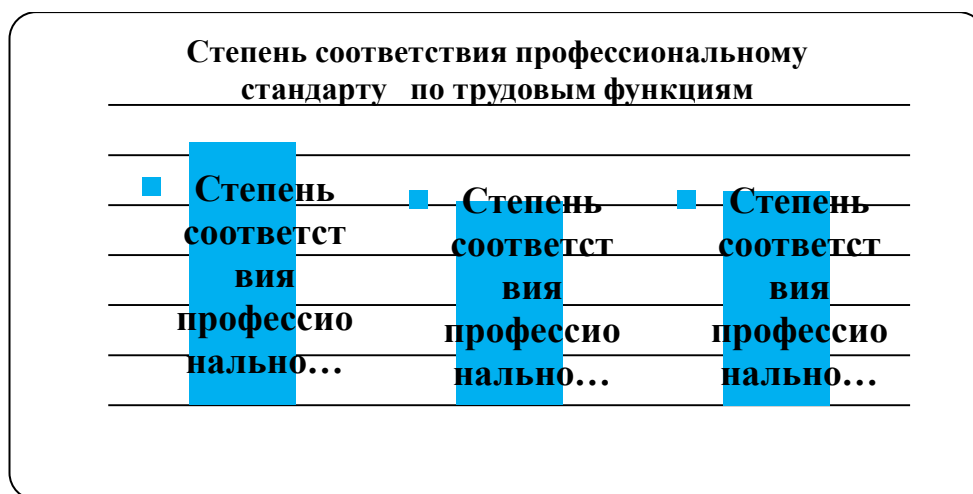 Степень соответствия профессиональному
стандарту по трудовым функциям
Степень
соответст
вия
профессио
нально…
Степень
соответст
вия
профессио
нально…
Степень
соответст
вия
профессио
нально…